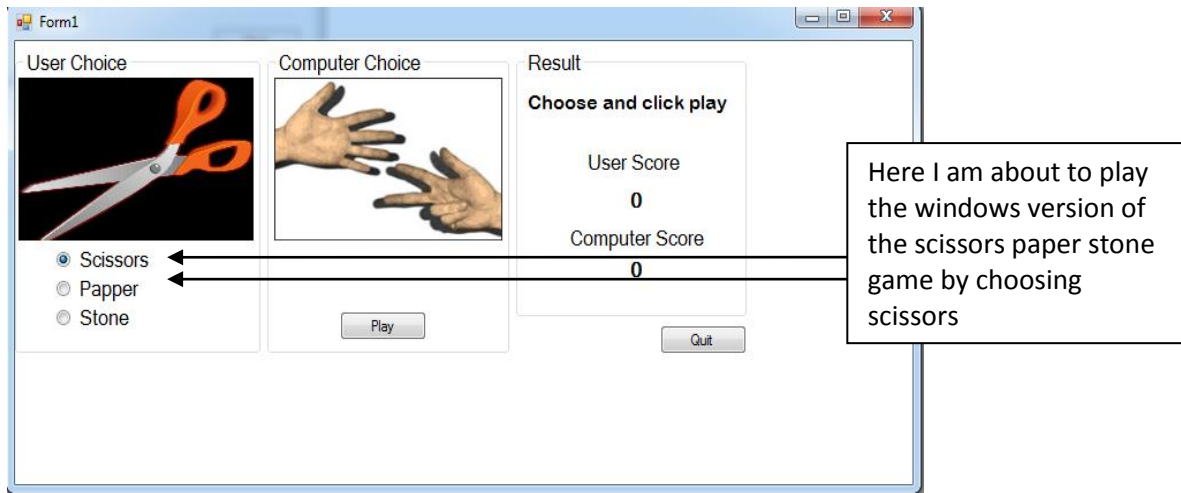 Form1
User Choice
Scissors
Papper
Stone
Computer Choice
Play
Result
Choose and click play
User Score
0
Computer Score
0
Quit
Here I am about to play
the windows version of
the scissors paper stone
game by choosing
scissors